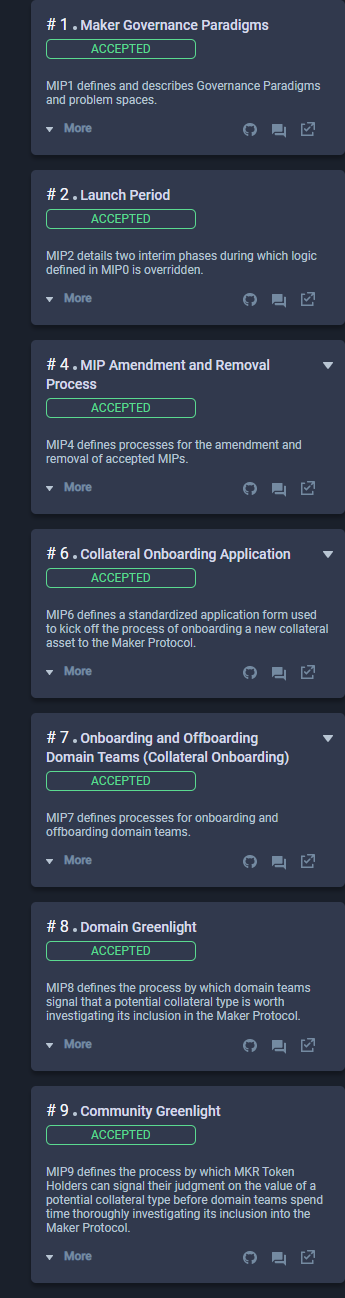 # 1 . Maker Governance Paradigms
ACCEPTED
MIP1 defines and describes Governance Paradigms
and problem spaces.
More
# 2 . Launch Period
ACCEPTED
MIP2 details two interim phases during which logic
defined in MIP0 is overridden.
More
# 4 . MIP Amendment and Removal
Process
ACCEPTED
MIP4 defines processes for the amendment and
removal of accepted MIPs.
More
# 6 . Collateral Onboarding Application
ACCEPTED
MIP6 defines a standardized application form used
to kick off the process of onboarding a new collateral
asset to the Maker Protocol.
More
# 7 . Onboarding and Offboarding
Domain Teams (Collateral Onboarding)
ACCEPTED
MIP7 defines processes for onboarding and
offboarding domain teams.
More
# 8 . Domain Greenlight
ACCEPTED
MIP8 defines the process by which domain teams
signal that a potential collateral type is worth
investigating its inclusion in the Maker Protocol.
More
# 9 . Community Greenlight
ACCEPTED
MIP9 defines the process by which MKR Token
Holders can signal their judgment on the value of a
potential collateral type before domain teams spend
time thoroughly investigating its inclusion into the
Maker Protocol.
More